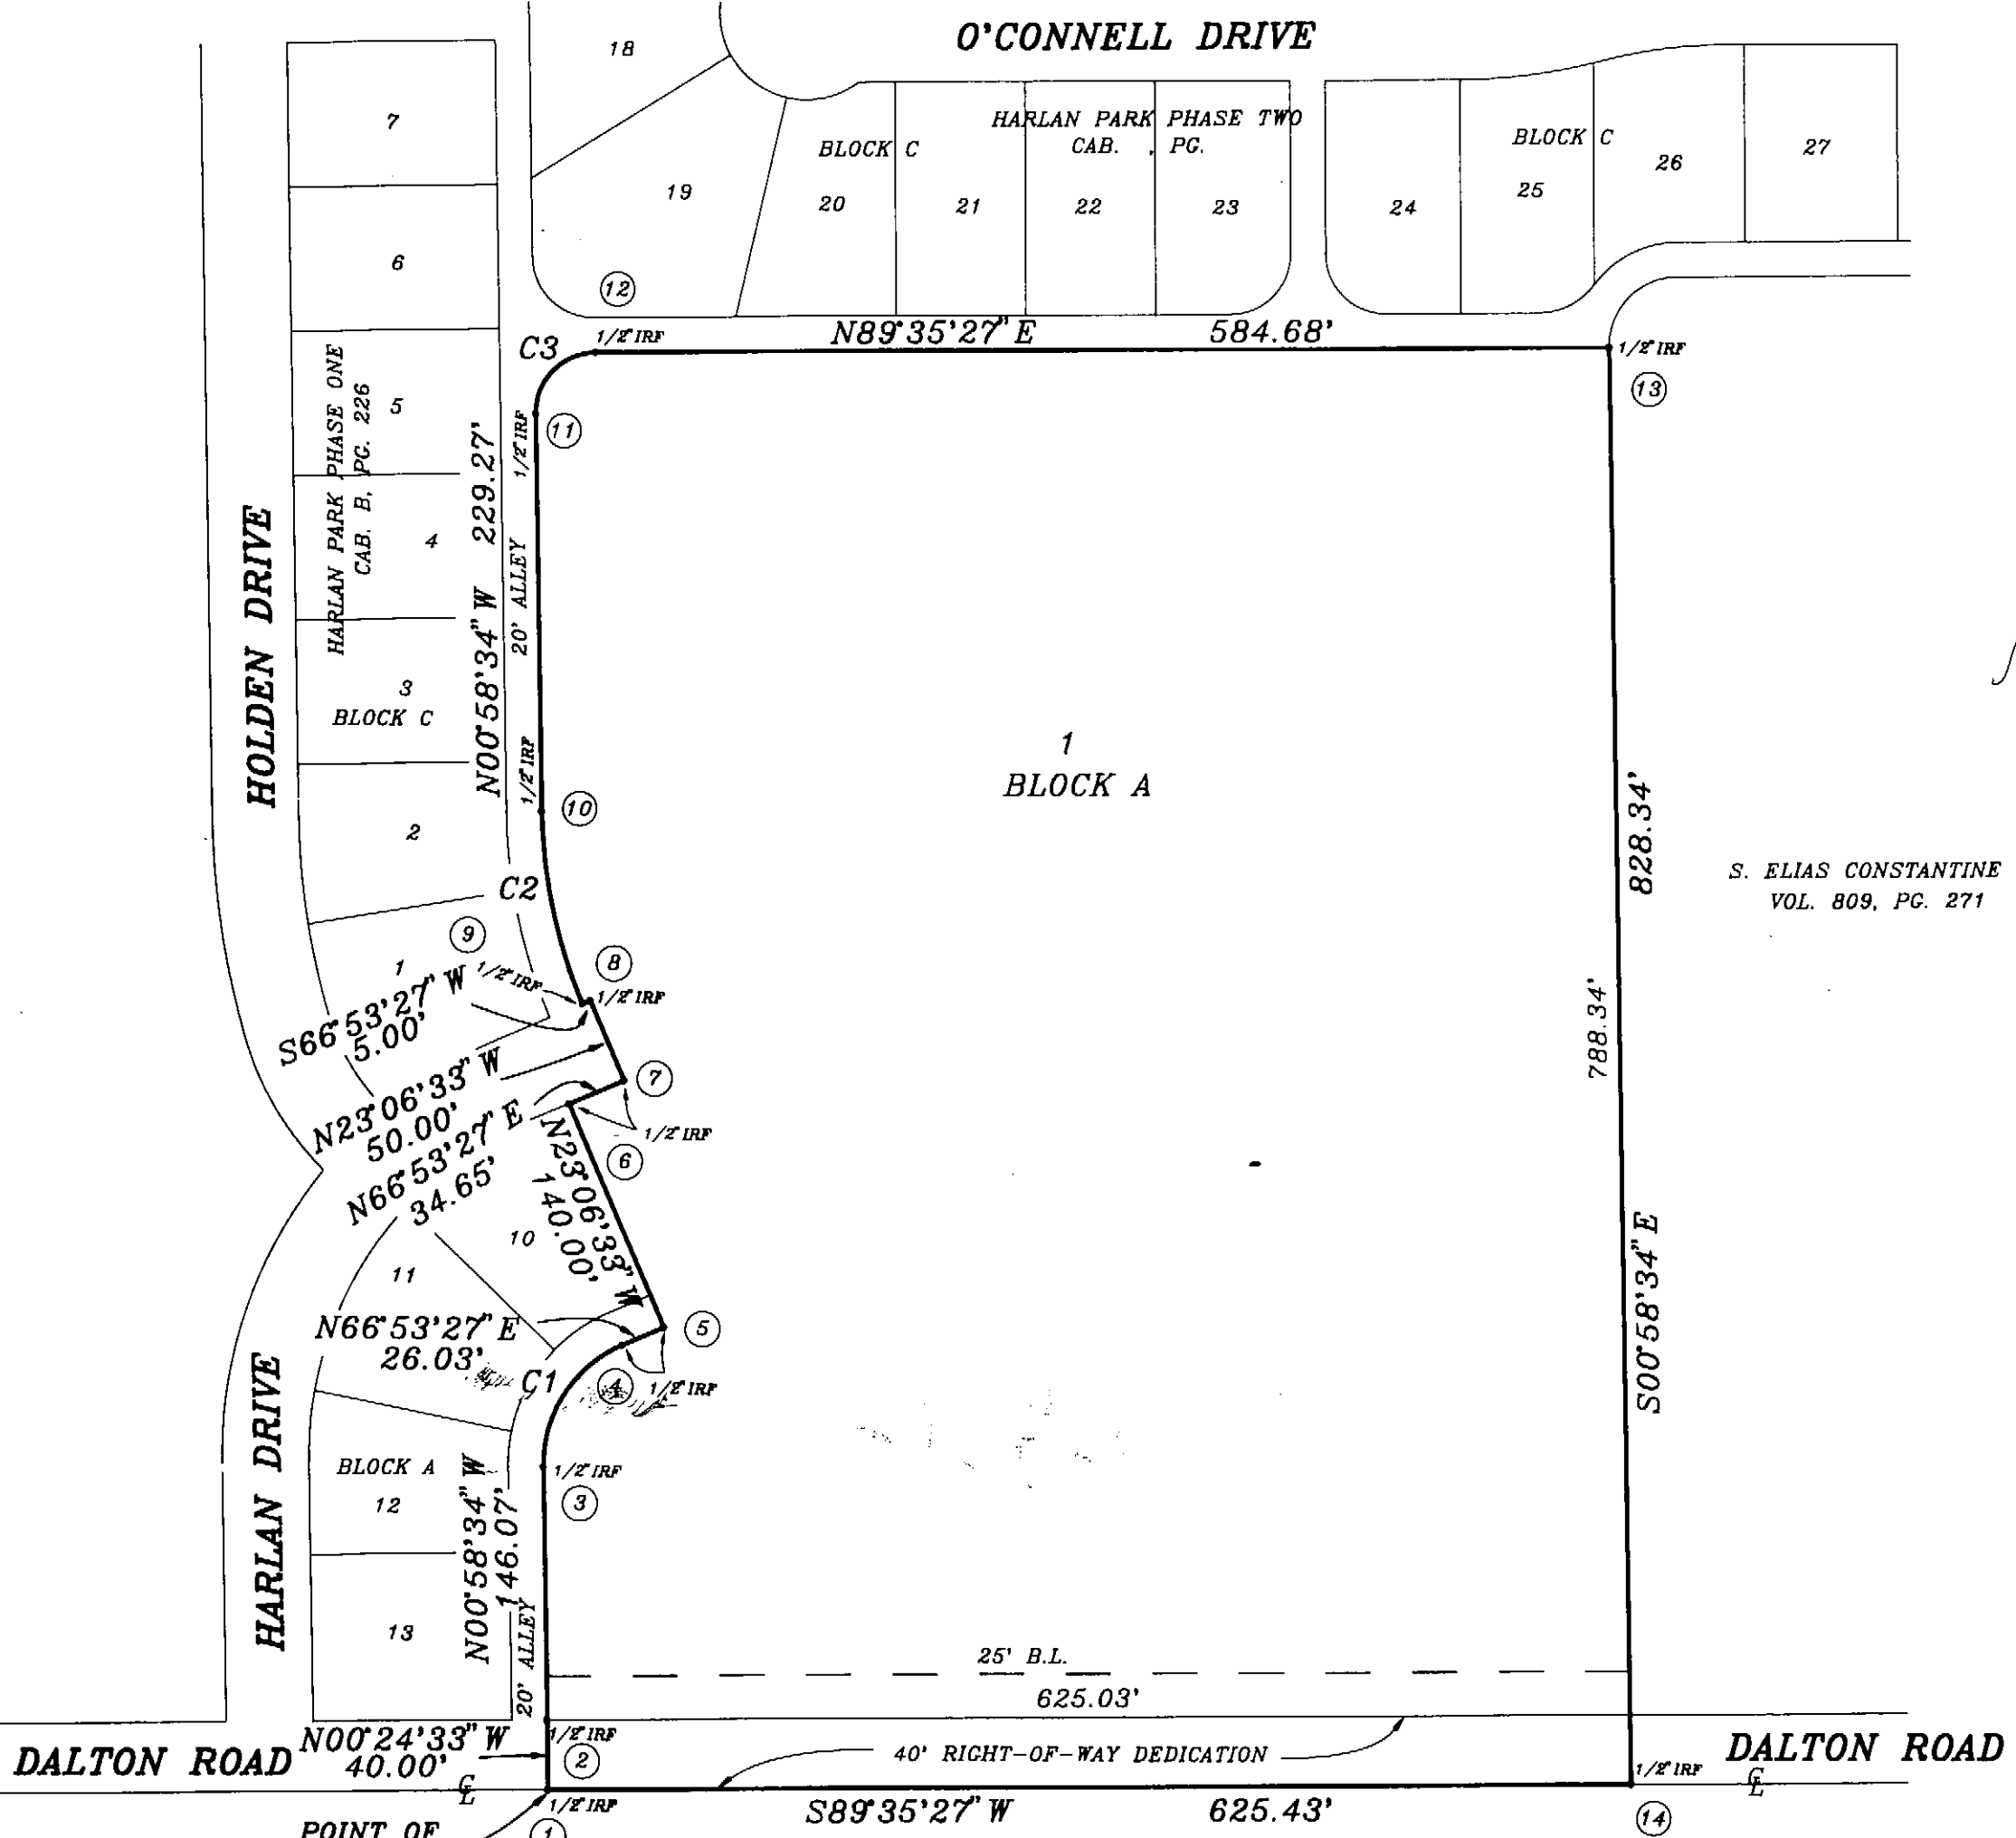 O'CONNELL DRIVE
18
7
HARLAN PARK PHASE TWO
CAB.   , PG.
BLOCK C
BLOCK C
19
20
21
22
23
24
25
26
27
6
12
C3
1/2" IRF
N89°35'27" E
584.68'
1/2" IRF
13
HARLAN PARK PHASE ONE
CAB. B, PG. 226
5
11
1/2" IRF
229.27'
N00°58'34" W
20' ALLEY
4
HOLDEN DRIVE
3
BLOCK C
1/2" IRF
10
2
1
BLOCK A
828.34'
788.34'
S00°58'34" E
S. ELIAS CONSTANTINE
VOL. 809, PG. 271
C2
9
8
1
1/2" IRF
1/2" IRF
S66°53'27" W
5.00'
N23°06'33" W
50.00'
7
N66°53'27" E
34.65'
1/2" IRF
6
N23°06'33" W
140.00'
10
11
N66°53'27" E
26.03'
5
C1
4
1/2" IRF
HARLAN DRIVE
BLOCK A
12
N00°58'34" W
146.07'
1/2" IRF
3
13
20' ALLEY
25' B.L.
625.03'
DALTON ROAD
N00°24'33" W
40.00'
1/2" IRF
2
40' RIGHT-OF-WAY DEDICATION
DALTON ROAD
CL
1/2" IRF
1/2" IRF
CL
S89°35'27" W
625.43'
14
POINT OF
1